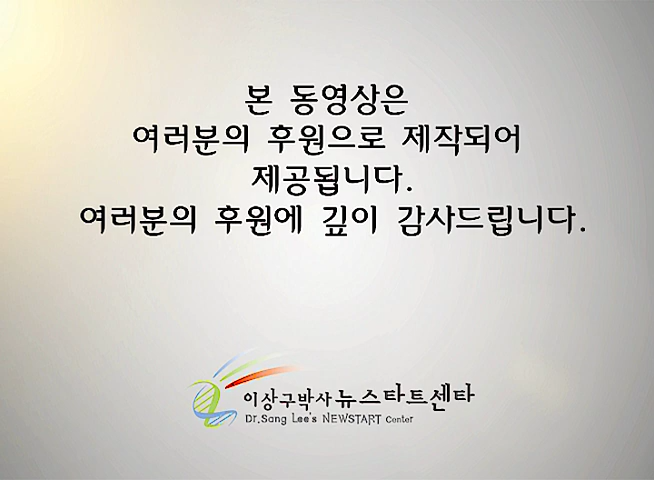 본 동영상은
여러분의 후원으로 제작되어
제공됩니다.
여러분의 후원에 깊이 감사드립니다.
이상구박사 뉴스타트센타
Dr.Sang Lee's NEWSTART Center